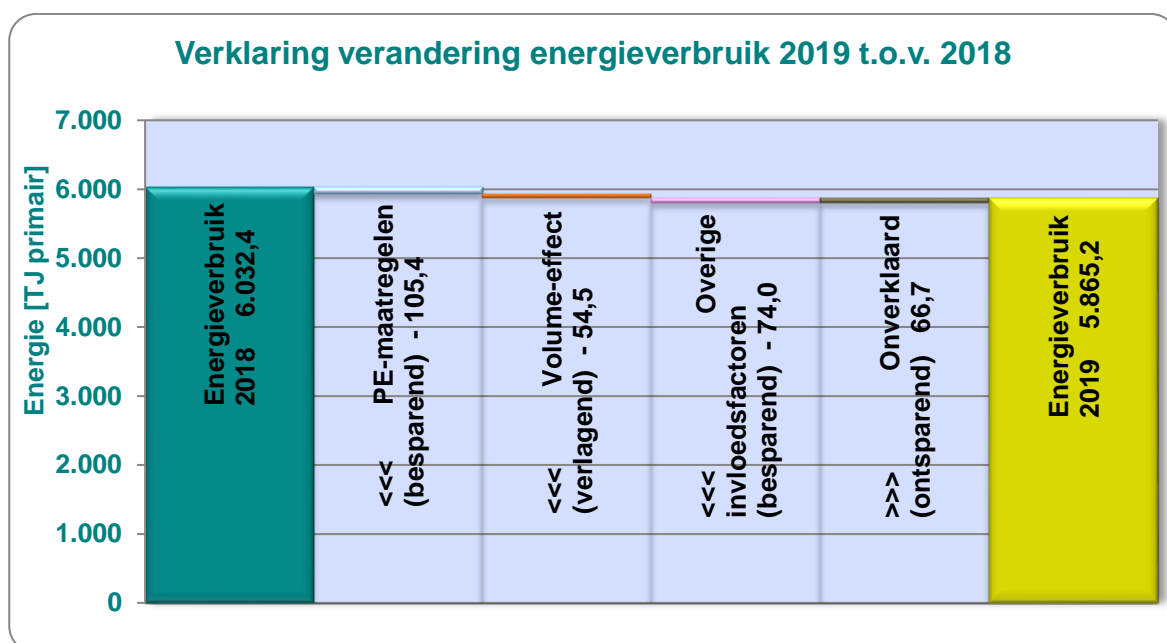 Verklaring verandering energieverbruik 2019 t.o.v. 2018
Energie [TJ primair]
7.000
6.000
5.000
4.000
3.000
2.000
1.000
0
Energieverbruik
2018 6.032,4
<<< PE-maatregelen
(besparend) - 105,4
<<< Volume-effect
(verlagend) - 54,5
<<< Overige
invloedsfactoren
(besparend) - 74,0
>>> Onverklaard
(ontsparend) 66,7
Energieverbruik
2019 5.865,2